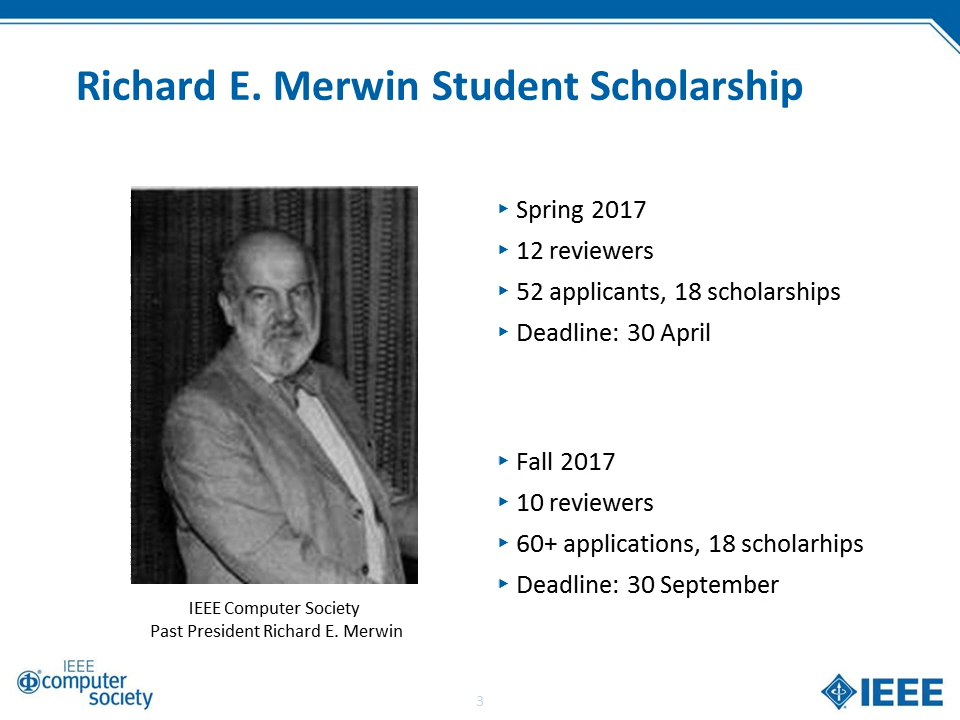 Richard E. Merwin Student Scholarship
▸ Spring 2017
▸ 12 reviewers
▸ 52 applicants, 18 scholarships
▸ Deadline: 30 April
▸ Fall 2017
▸ 10 reviewers
▸ 60+ applications, 18 scholarhips
▸ Deadline: 30 September
IEEE Computer Society
Past President Richard E. Merwin
IEEE
computer
society
3
IEEE